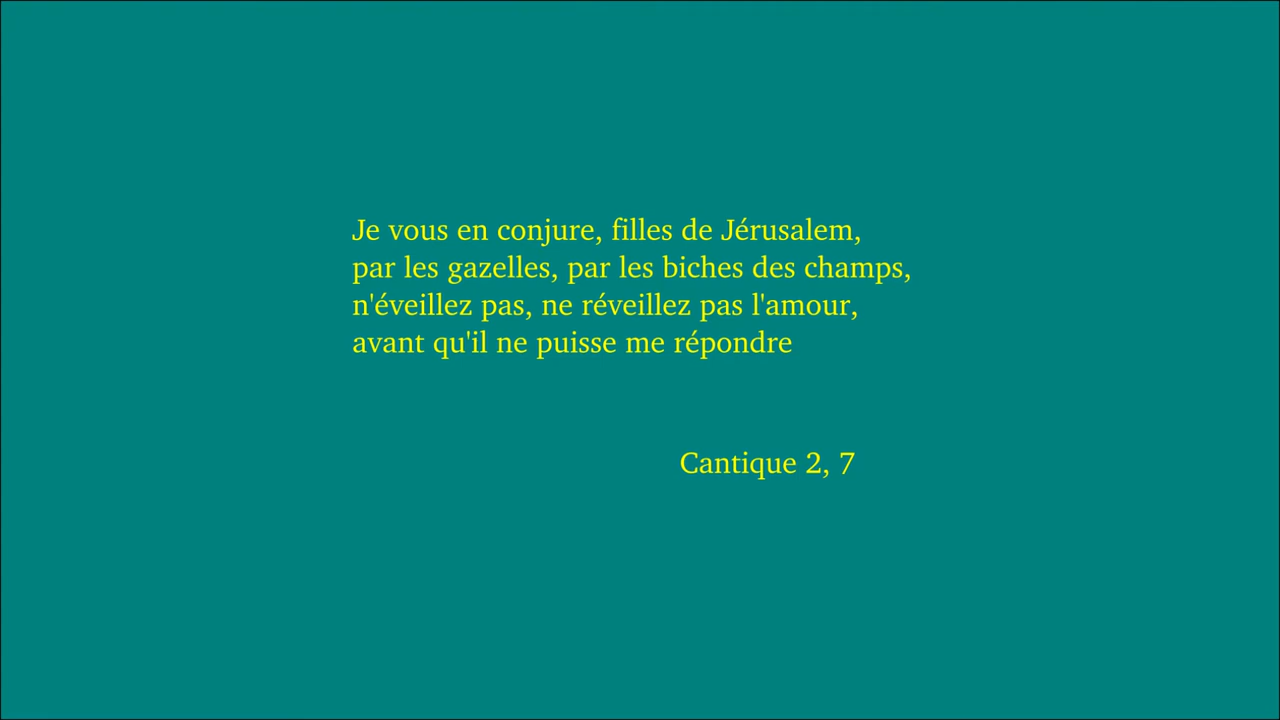 Je vous en conjure, filles de Jérusalem,
par les gazelles, par les biches des champs,
n'éveillez pas, ne réveillez pas l'amour,
avant qu'il ne puisse me répondre
Cantique 2, 7